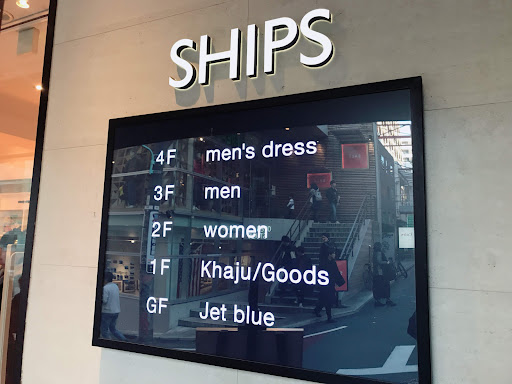 SHIPS
4F men's dress
3F men
2F women
1F Khaju/Goods
GF Jet blue